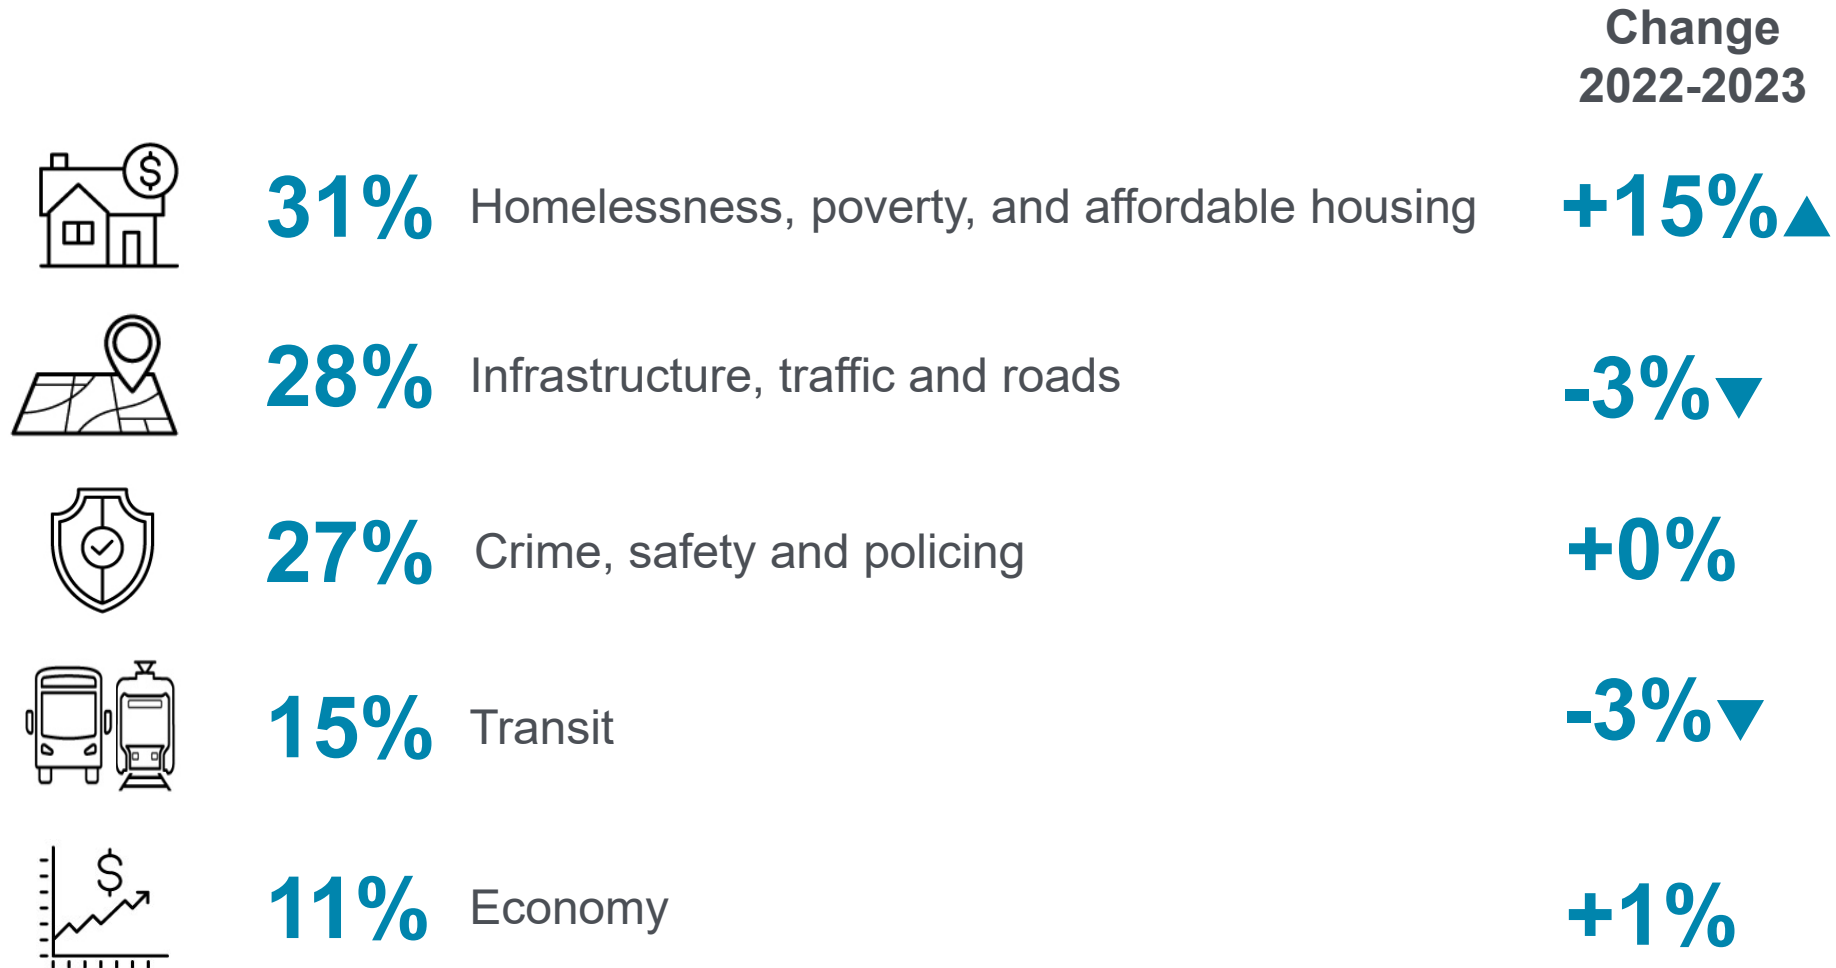 Change
2022-2023
$
31% Homelessness, poverty, and affordable housing +15%▲
28% Infrastructure, traffic and roads -3%▼
27% Crime, safety and policing +0%
15% Transit -3%▼
$
11% Economy +1%